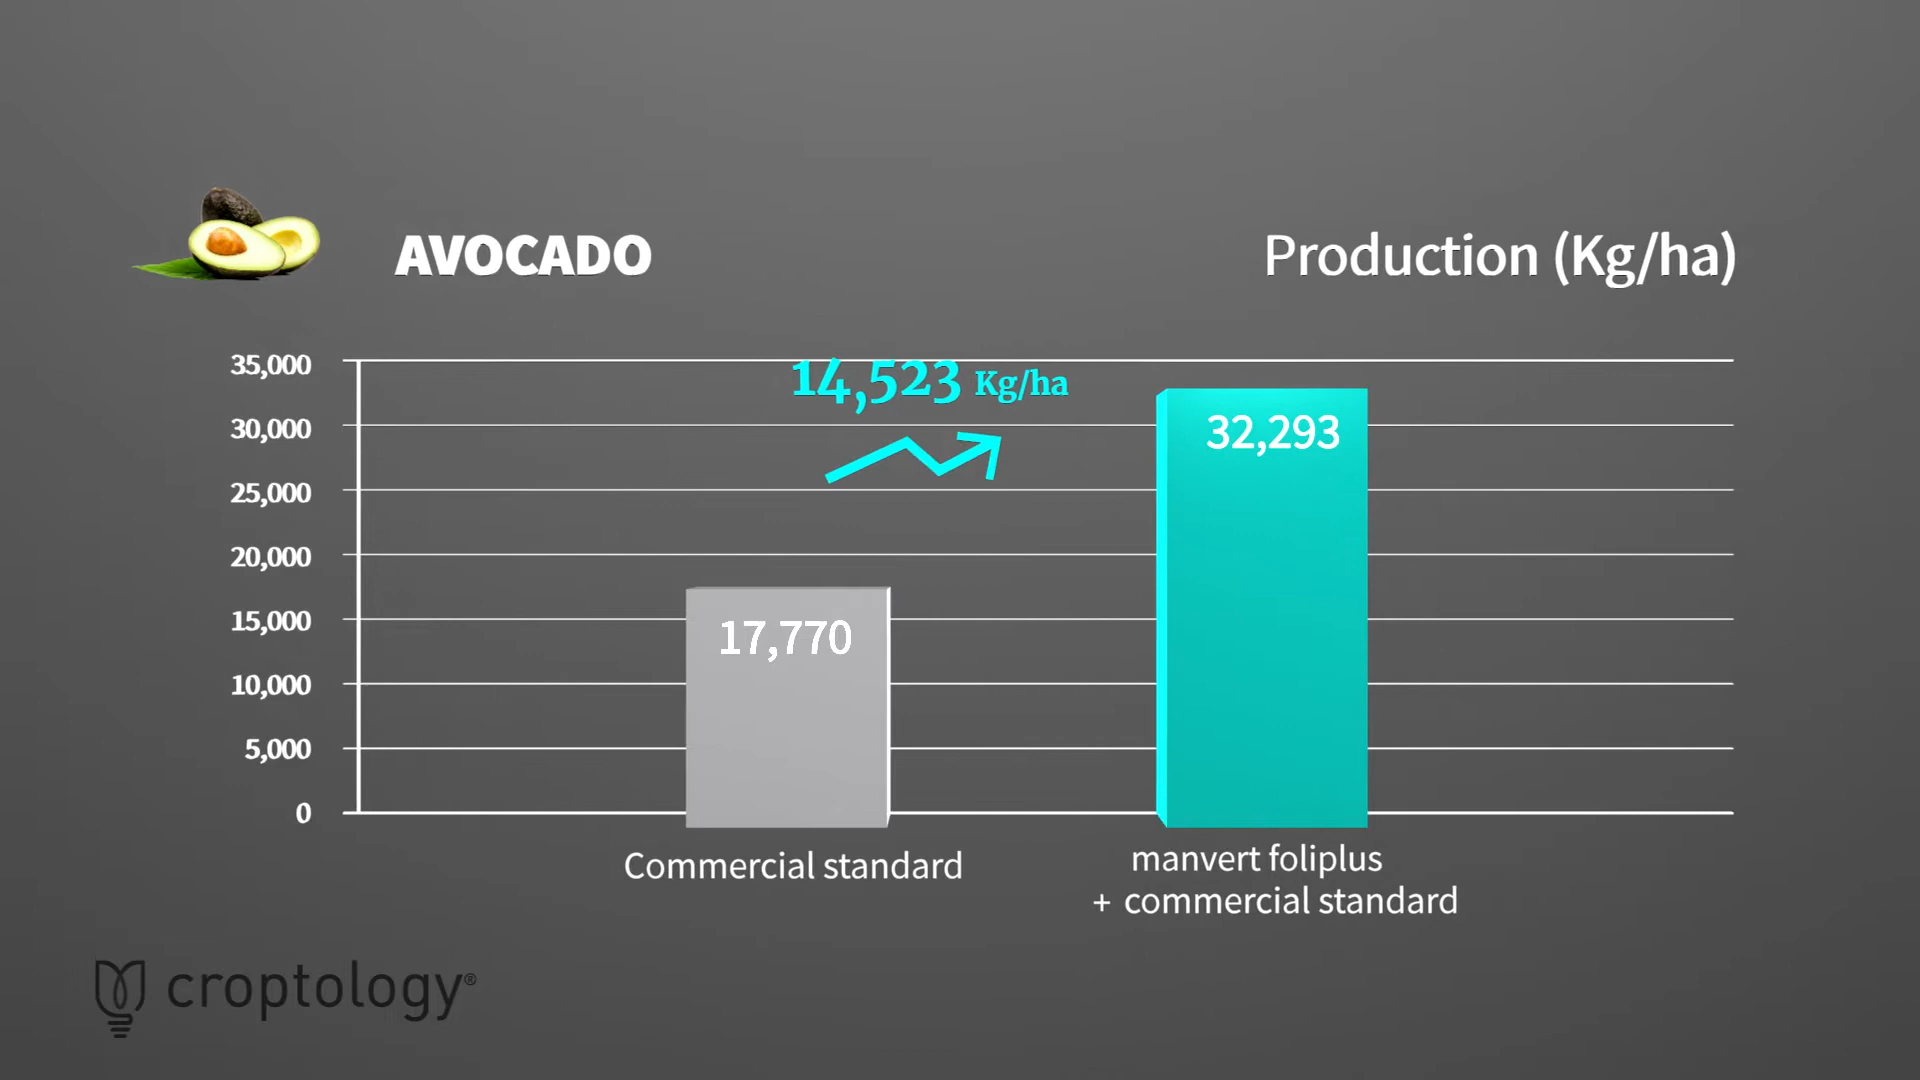 AVOCADO
Production (Kg/ha)
35,000
30,000
25,000
20,000
15,000
10,000
5,000
0
14,523 Kg/ha
17,770
32,293
Commercial standard
manvert foliplus
+ commercial standard
croptology®